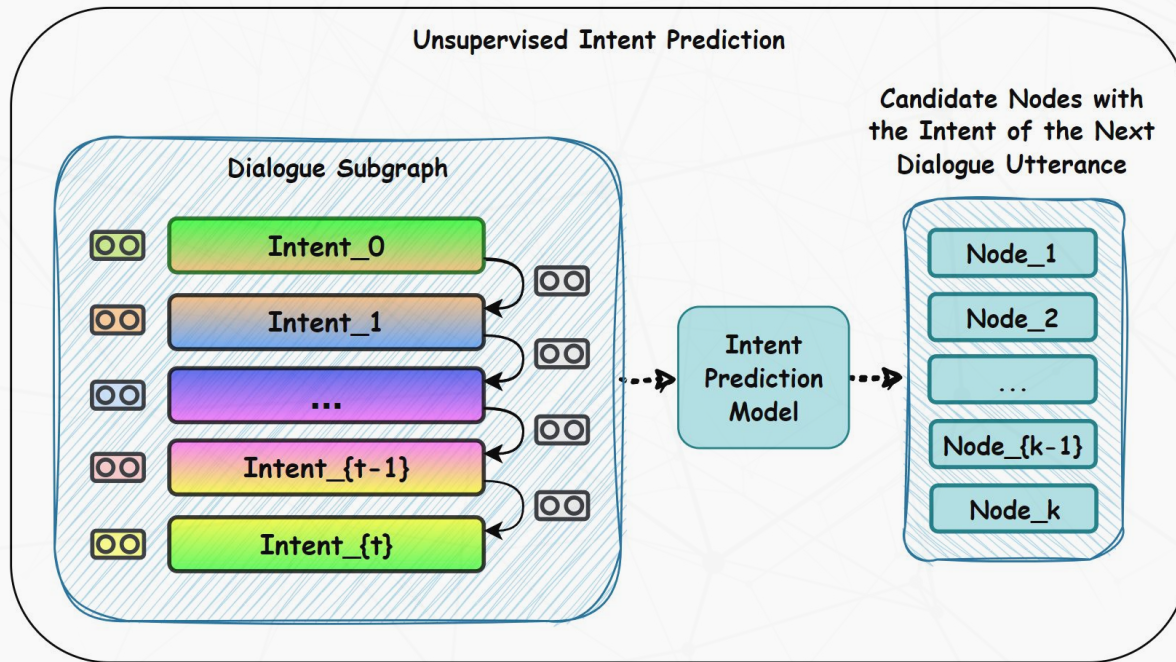 Unsupervised Intent Prediction
Dialogue Subgraph
Intent_0
Intent_1
...
Intent_{t-1}
Intent_{t}
Intent
Prediction
Model
Candidate Nodes with
the Intent of the Next
Dialogue Utterance
Node_1
Node_2
...
Node_{k-1}
Node_k